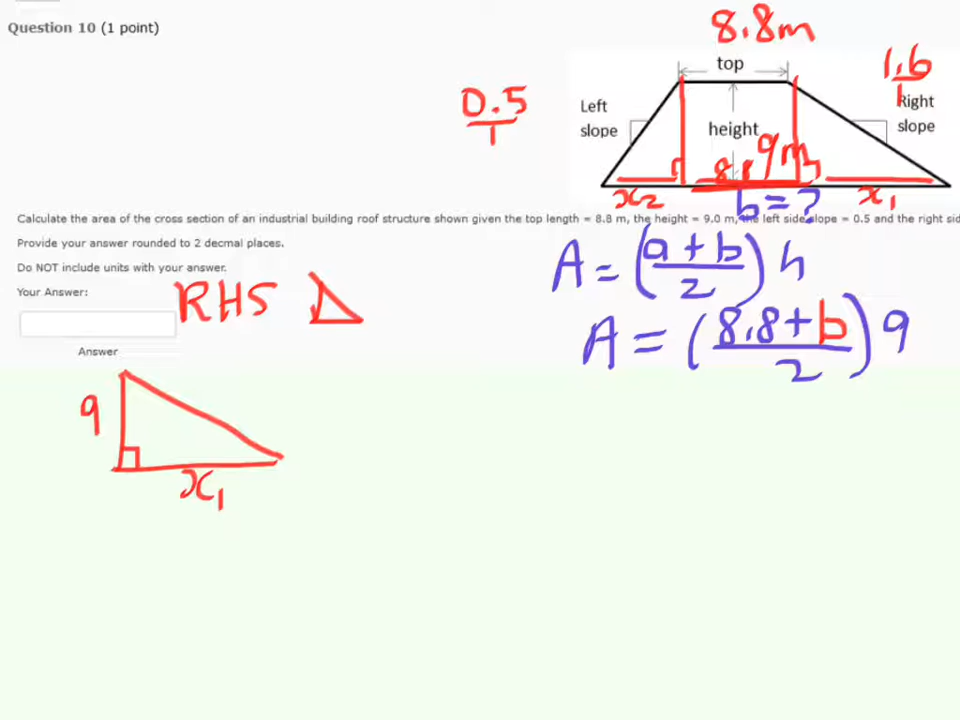 Question 10 (1 point)
8.8m
top
1.6
1
0.5
1
Left
slope
Right
slope
height
9m
8.
x2
x1
b = ?
Calculate the area of the cross section of an industrial building roof structure shown given the top length = 8.8 m, the height = 9.0 m, the left side slope = 0.5 and the right sid
Provide your answer rounded to 2 decmal places.
Do NOT include units with your answer.
Your Answer:
Answer
A = (a + b / 2) h
A = (8.8 + b / 2) 9
RHS
9
x1